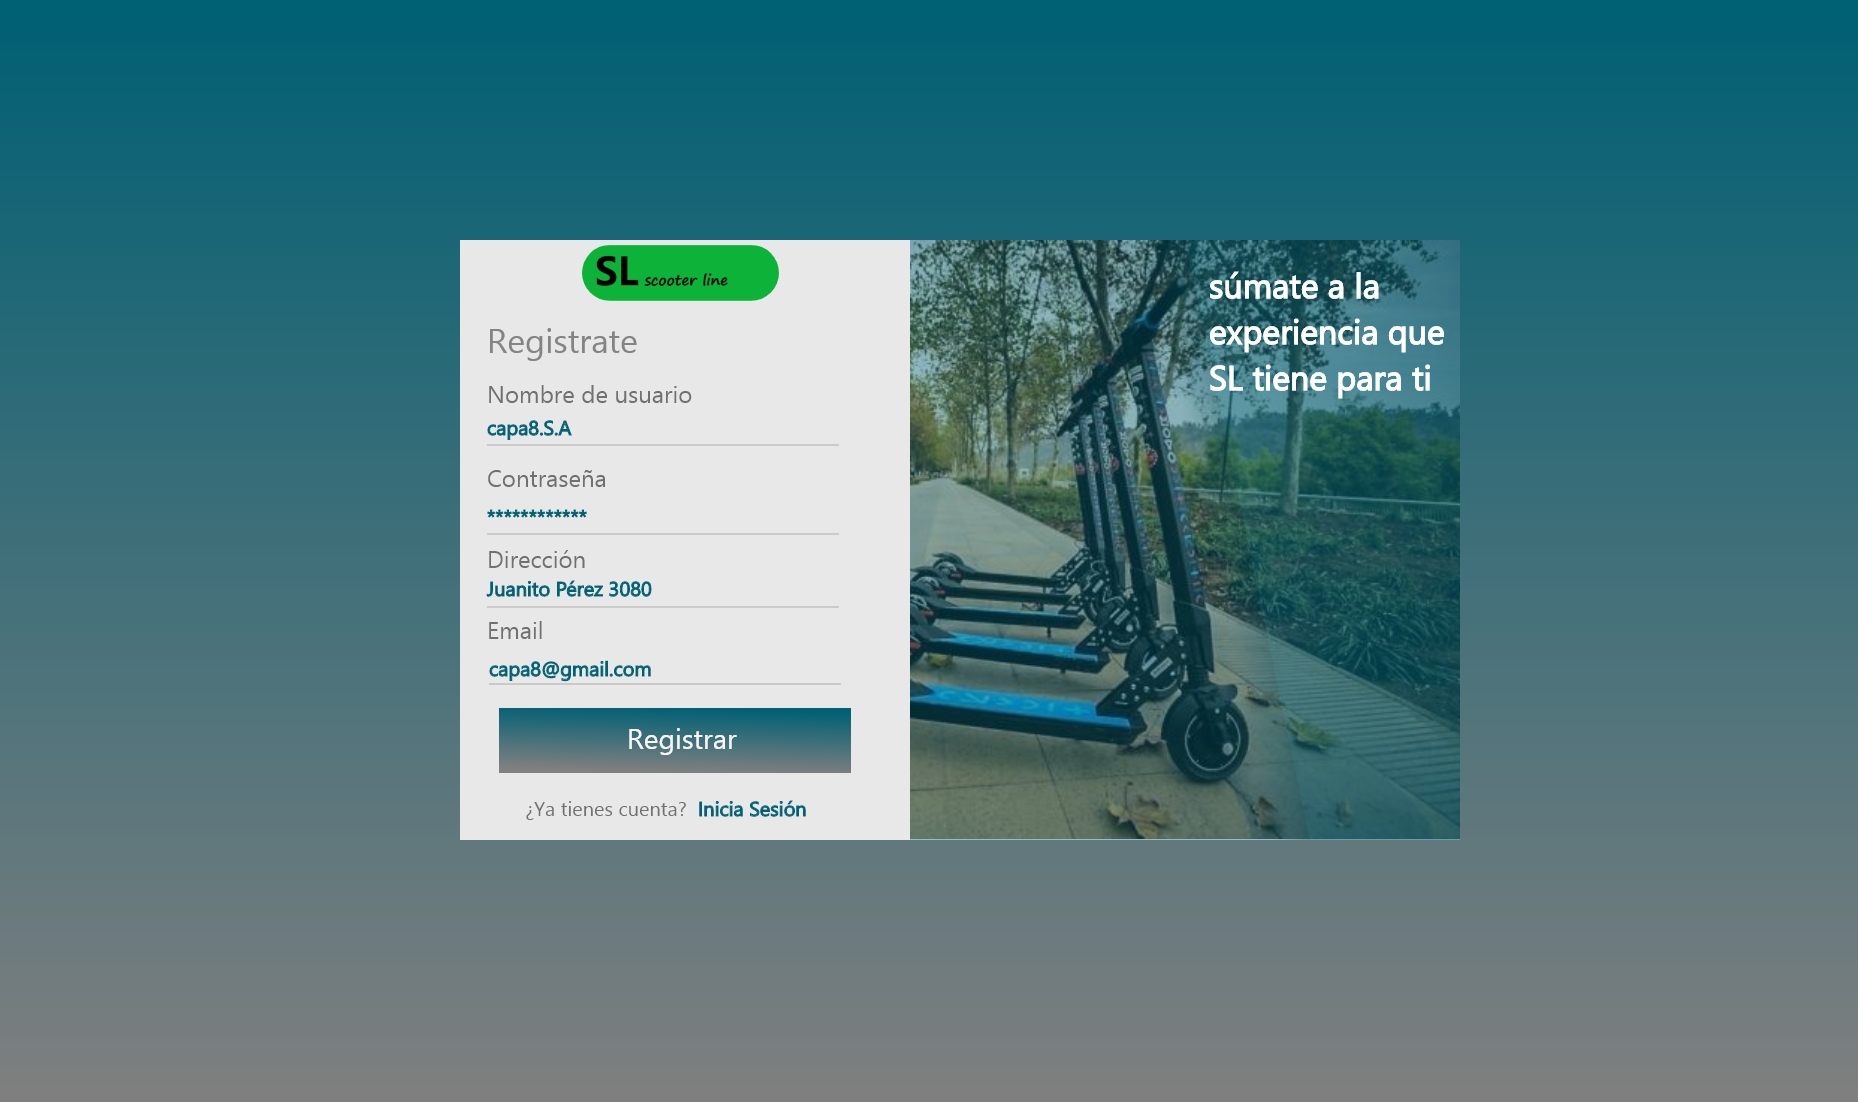 SL scooter line
Registrate
Nombre de usuario
capa8.S.A
Contraseña
************
Dirección
Juanito Pérez 3080
Email
capa8@gmail.com
Registrar
¿Ya tienes cuenta? Inicia Sesión
súmate a la
experiencia que
SL tiene para ti